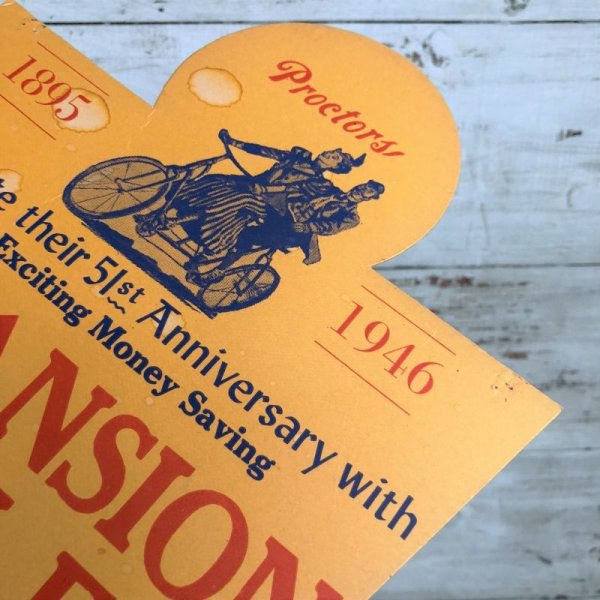 Proctors
1895
1946
their 51st Anniversary with
Exciting Money Saving